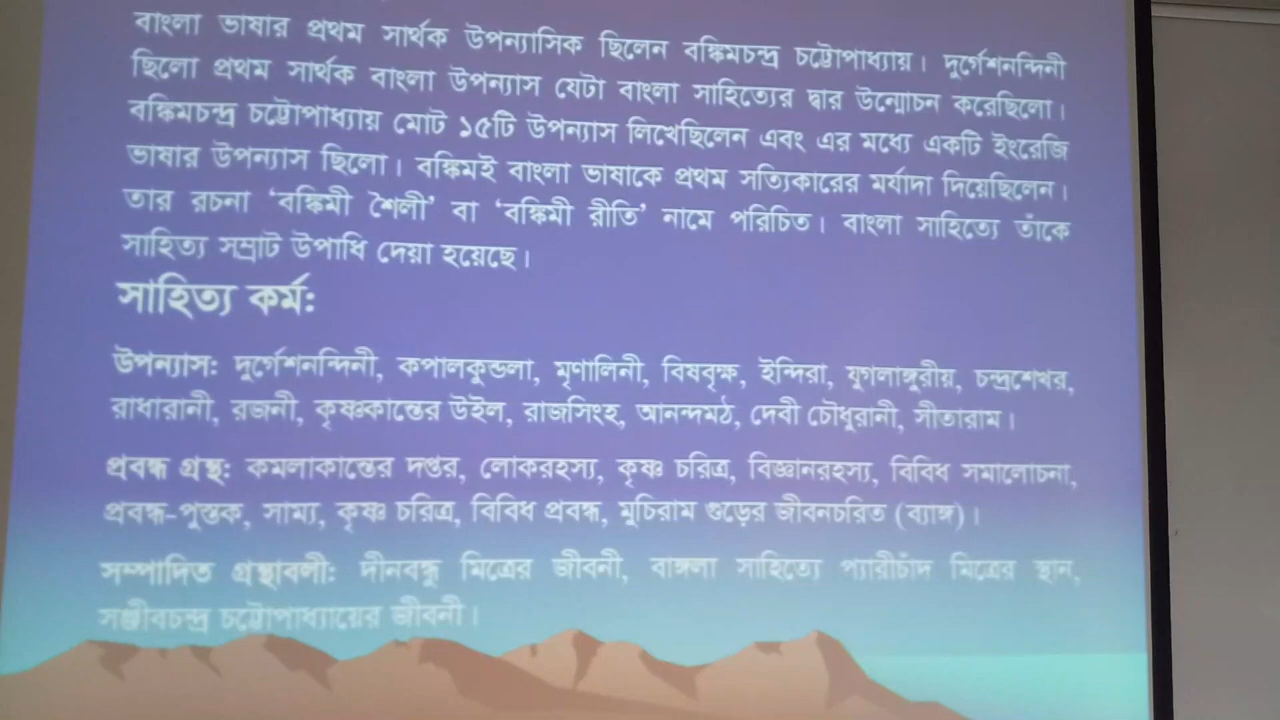 বাংলা ভাষার প্রথম সার্থক উপন্যাসিক ছিলেন বঙ্কিমচন্দ্র চট্টোপাধ্যায়। দুর্গেশনন্দিনী
ছিলো প্রথম সার্থক বাংলা উপন্যাস যেটা বাংলা সাহিত্যের দ্বার উন্মোচন করেছিলো।
বঙ্কিমচন্দ্র চট্টোপাধ্যায় মোট ১৫টি উপন্যাস লিখেছিলেন এবং এর মধ্যে একটি ইংরেজি
ভাষার উপন্যাস ছিলো। বঙ্কিমই বাংলা ভাষাকে প্রথম সত্যিকারের মর্যাদা দিয়েছিলেন।
তার রচনা ‘বঙ্কিমী শৈলী’ বা ‘বঙ্কিমী রীতি’ নামে পরিচিত। বাংলা সাহিত্যে তাঁকে
সাহিত্য সম্রাট উপাধি দেয়া হয়েছে।
সাহিত্য কর্ম:
উপন্যাস: দুর্গেশনন্দিনী, কপালকুন্ডলা, মৃণালিনী, বিষবৃক্ষ, ইন্দিরা, যুগলাঙ্গুরীয়, চন্দ্রশেখর,
রাধারানী, রজনী, কৃষ্ণকান্তের উইল, রাজসিংহ, আনন্দমঠ, দেবী চৌধুরানী, সীতারাম।
প্রবন্ধ গ্রন্থ: কমলাকান্তের দপ্তর, লোকরহস্য, কৃষ্ণ চরিত্র, বিজ্ঞানরহস্য, বিবিধ সমালোচনা,
প্রবন্ধ-পুস্তক, সাম্য, কৃষ্ণ চরিত্র, বিবিধ প্রবন্ধ, মুচিরাম গুড়ের জীবনচরিত (ব্যাঙ্গ)।
সম্পাদিত গ্রন্থাবলী: দীনবন্ধু মিত্রের জীবনী, বাঙ্গলা সাহিত্যে প্যারীচাঁদ মিত্রের স্থান,
সঞ্জীবচন্দ্র চট্টোপাধ্যায়ের জীবনী।